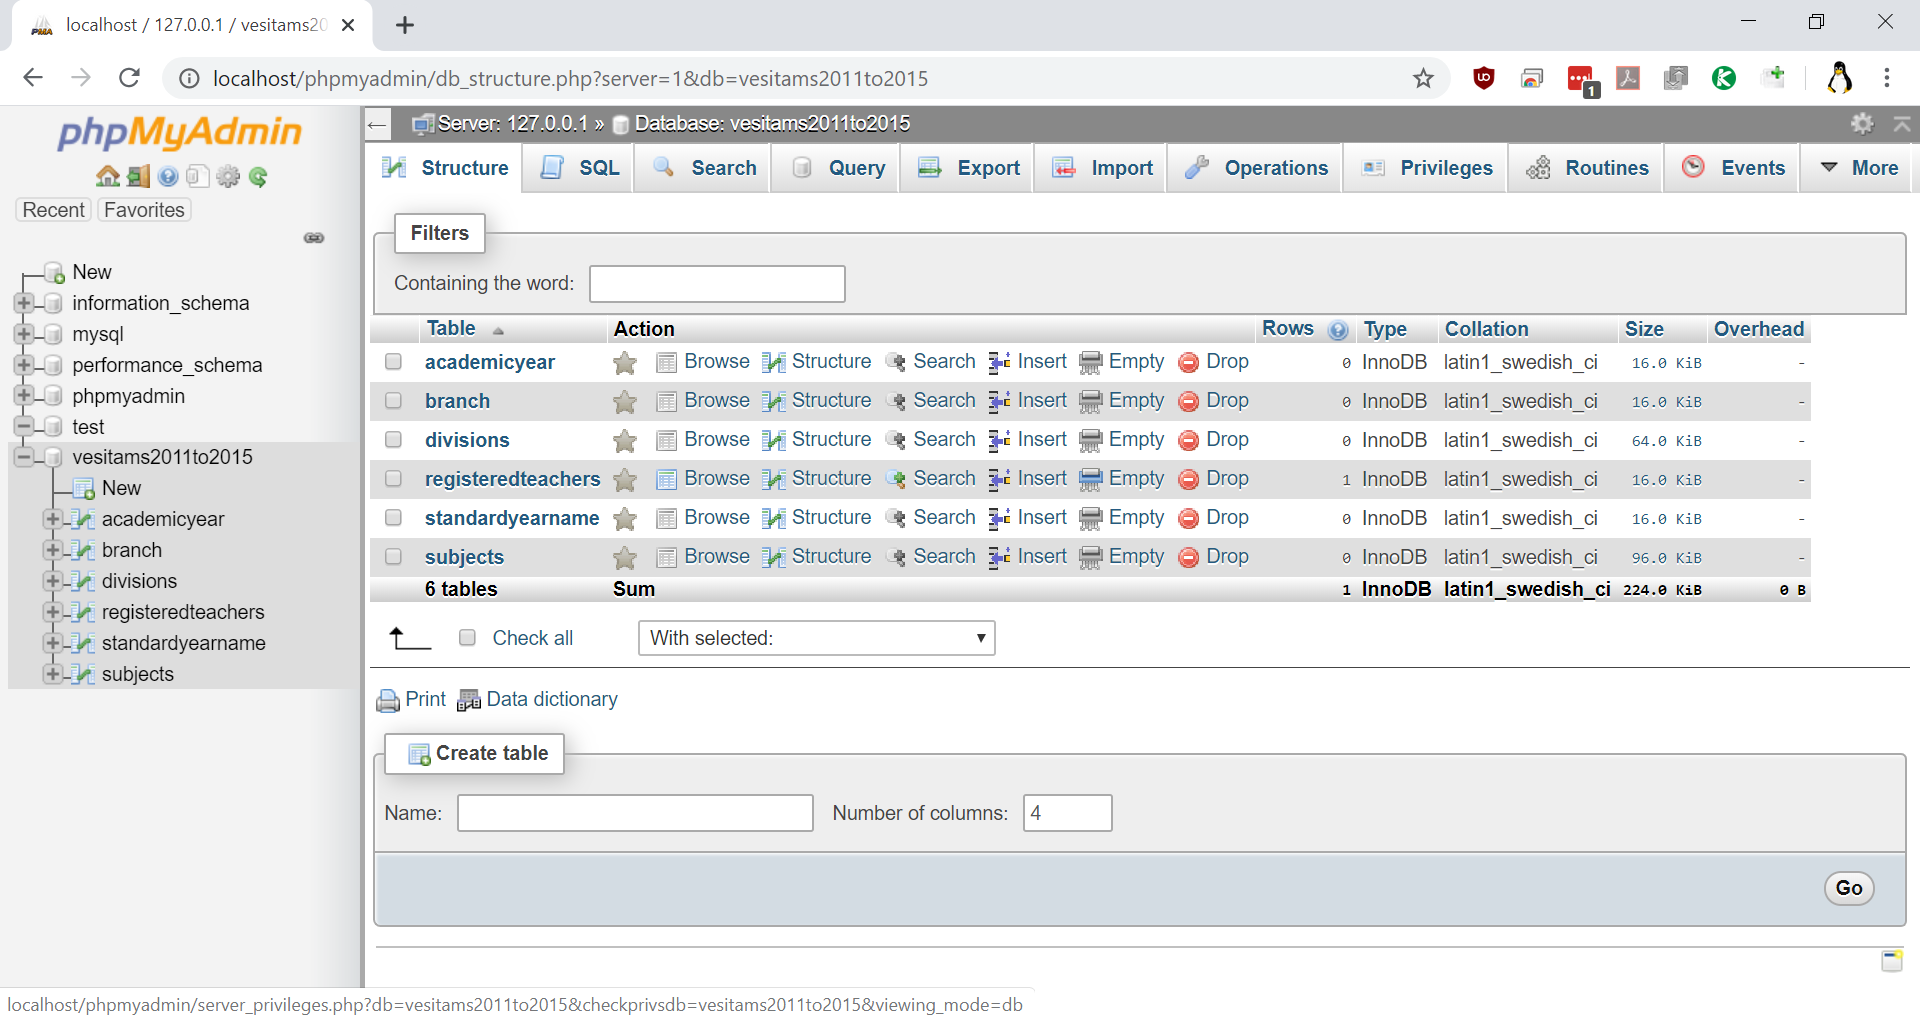 localhost / 127.0.0.1 / vesitams20
localhost/phpmyadmin/db_structure.php?server=1&db=vesitams2011to2015
1
phpMyAdmin
Recent Favorites
New
information_schema
mysql
performance_schema
phpmyadmin
test
vesitams2011to2015
New
academicyear
branch
divisions
registeredteachers
standardyearname
subjects
Server: 127.0.0.1 » Database: vesitams2011to2015
Structure SQL Search Query Export Import Operations Privileges Routines Events More
Filters
Containing the word:
Table Action Rows Type Collation Size Overhead
academicyear Browse Structure Search Insert Empty Drop 0 InnoDB latin1_swedish_ci 16.0 KiB -
branch Browse Structure Search Insert Empty Drop 0 InnoDB latin1_swedish_ci 16.0 KiB -
divisions Browse Structure Search Insert Empty Drop 0 InnoDB latin1_swedish_ci 64.0 KiB -
registeredteachers Browse Structure Search Insert Empty Drop 1 InnoDB latin1_swedish_ci 16.0 KiB -
standardyearname Browse Structure Search Insert Empty Drop 0 InnoDB latin1_swedish_ci 16.0 KiB -
subjects Browse Structure Search Insert Empty Drop 0 InnoDB latin1_swedish_ci 96.0 KiB -
6 tables Sum 1 InnoDB latin1_swedish_ci 224.0 KiB 0 B
Check all With selected:
Print Data dictionary
Create table
Name: Number of columns: 4
Go
localhost/phpmyadmin/server_privileges.php?db=vesitams2011to2015&checkprivsdb=vesitams2011to2015&viewing_mode=db